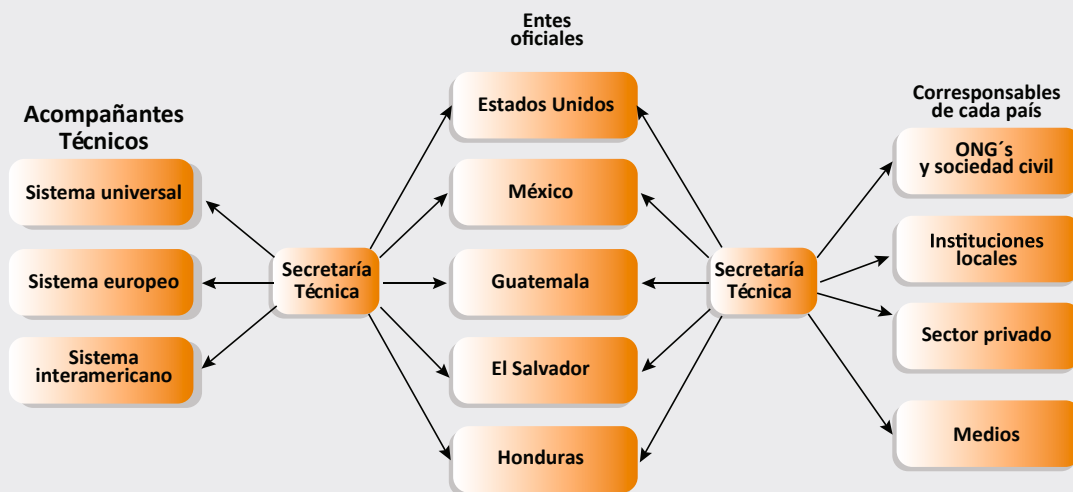 Acompañantes
Técnicos
Sistema universal
Sistema europeo
Sistema
interamericano
Secretaría
Técnica
Entes
oficiales
Estados Unidos
México
Guatemala
El Salvador
Honduras
Secretaría
Técnica
Corresponsables
de cada país
ONG´s
y sociedad civil
Instituciones
locales
Sector privado
Medios